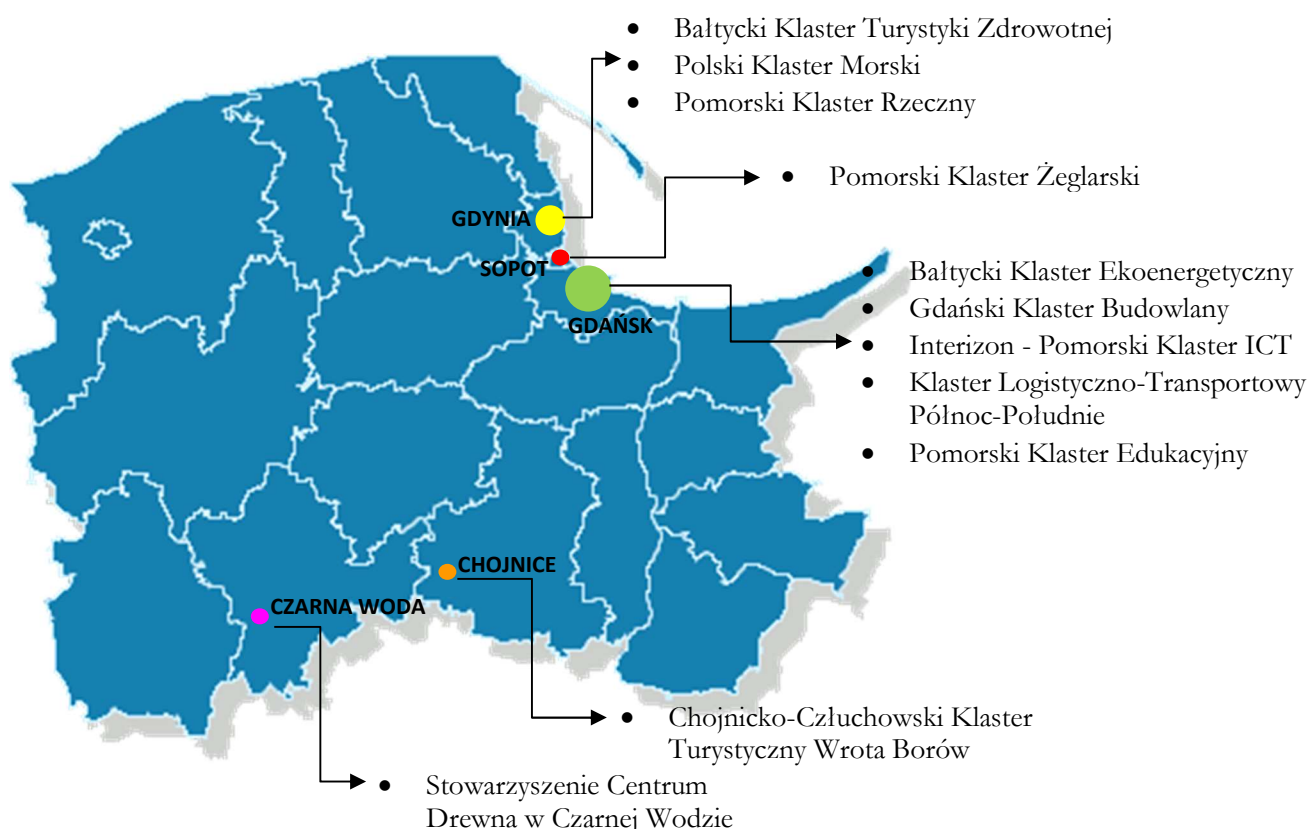 • Bałtycki Klaster Turystyki Zdrowotnej
• Polski Klaster Morski
• Pomorski Klaster Rzeczny
• Pomorski Klaster Żeglarski
GDYNIA
SOPOT
GDAŃSK
• Bałtycki Klaster Ekoenergetyczny
• Gdański Klaster Budowlany
• Interizon - Pomorski Klaster ICT
• Klaster Logistyczno-Transportowy
Północ-Południe
• Pomorski Klaster Edukacyjny
CHOJNICE
CZARNA WODA
• Chojnicko-Człuchowski Klaster
Turystyczny Wrota Borów
• Stowarzyszenie Centrum
Drewna w Czarnej Wodzie